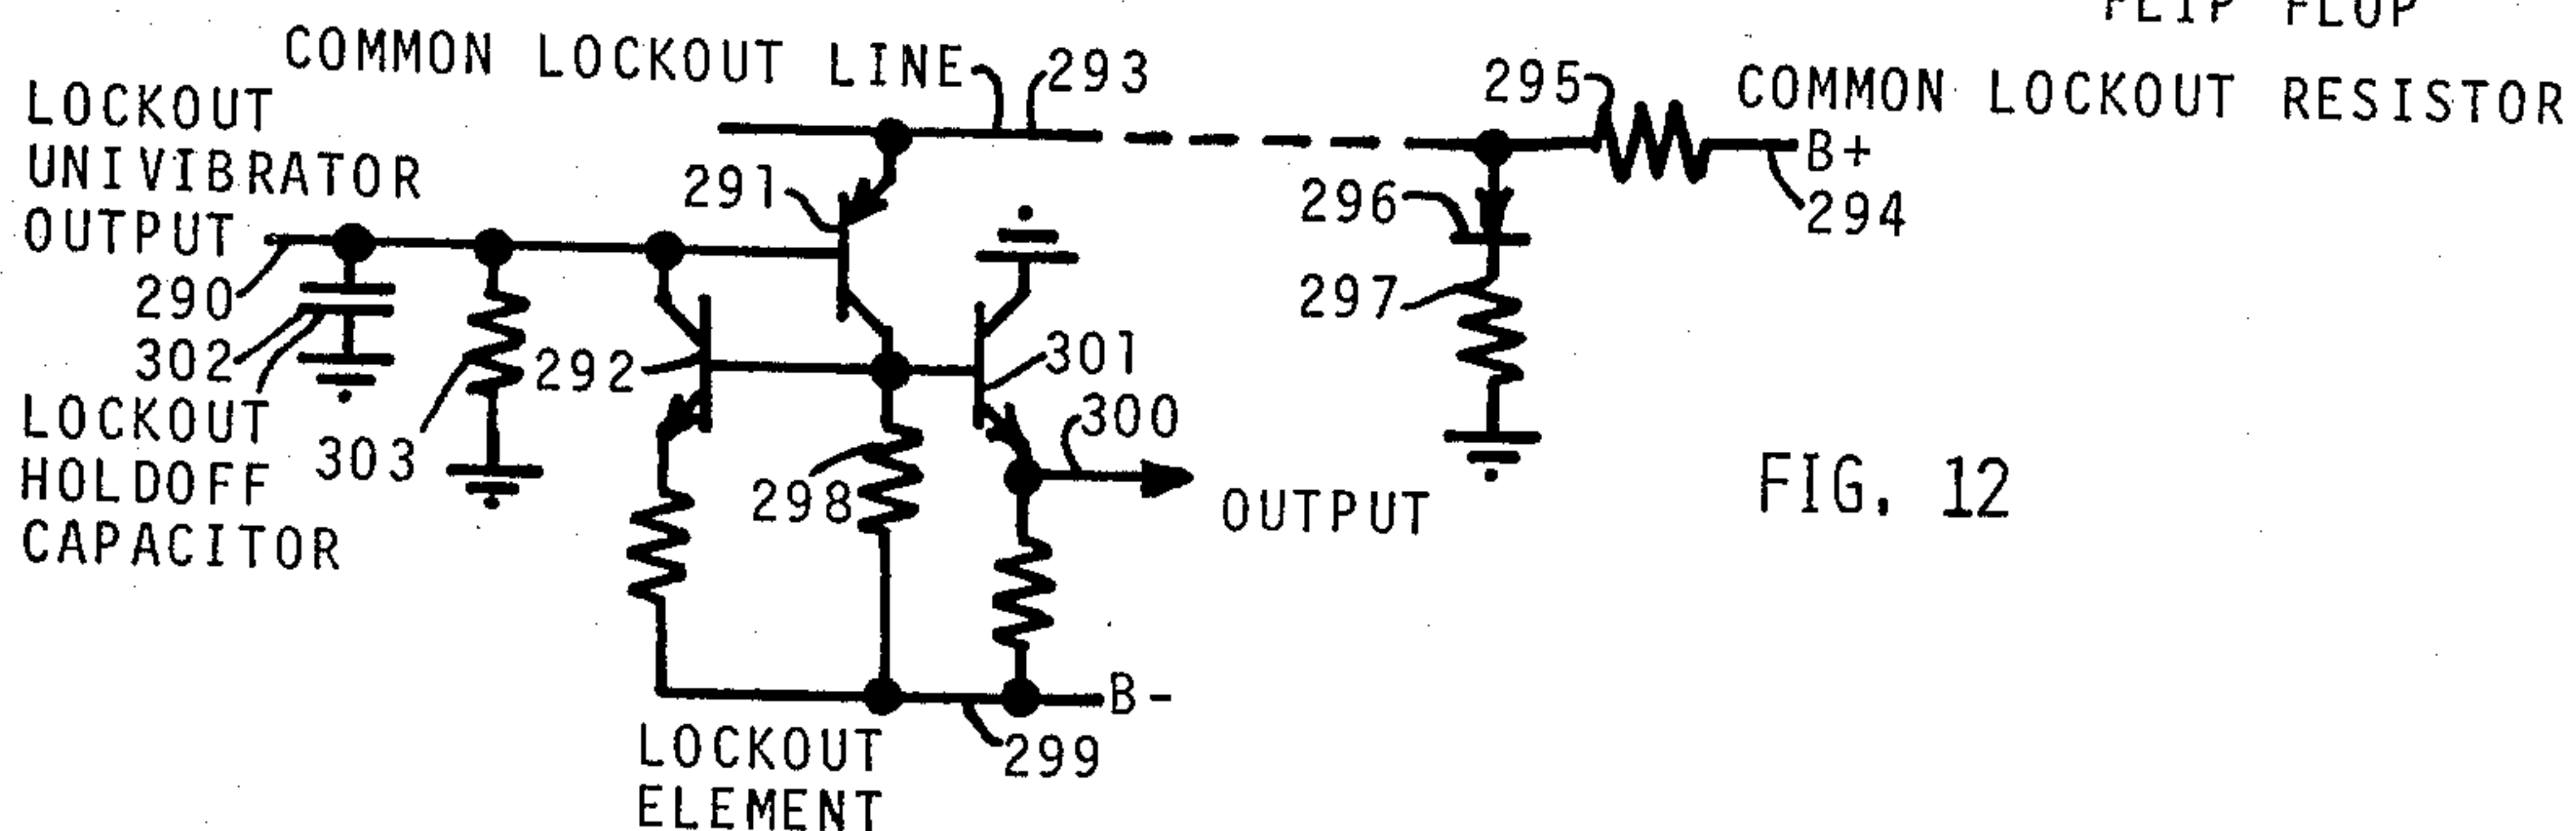 FLIP FLOP
COMMON LOCKOUT LINE
293
295
COMMON LOCKOUT RESISTOR
LOCKOUT
UNIVIBRATOR
OUTPUT
290
291
B+
294
296
297
302
303
292
301
300
LOCKOUT
HOLDOFF
CAPACITOR
298
OUTPUT
FIG. 12
B-
299
LOCKOUT
ELEMENT